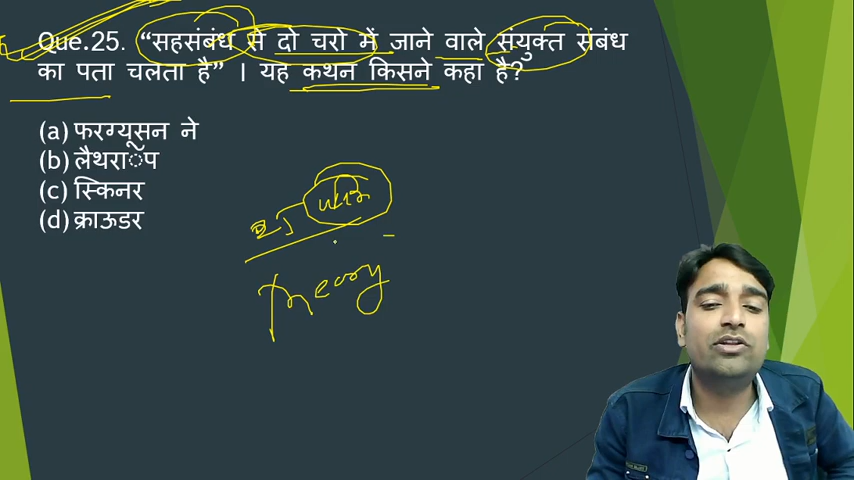 Que.25. “सहसंबंध से दो चरो में जाने वाले संयुक्त संबंध
का पता चलता है” । यह कथन किसने कहा है?
(a) फरग्यूसन ने
(b) लैथराॅप
(c) स्किनर
(d) क्राऊडर
Theory